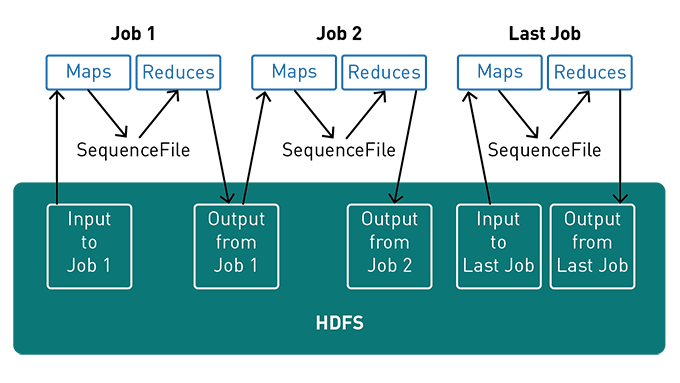 Job 1
Job 2
Last Job
Maps
Reduces
Maps
Reduces
Maps
Reduces
SequenceFile
SequenceFile
SequenceFile
Input
to
Job 1
Output
from
Job 1
Output
from
Job 2
Input
to
Last Job
Output
from
Last Job
HDFS